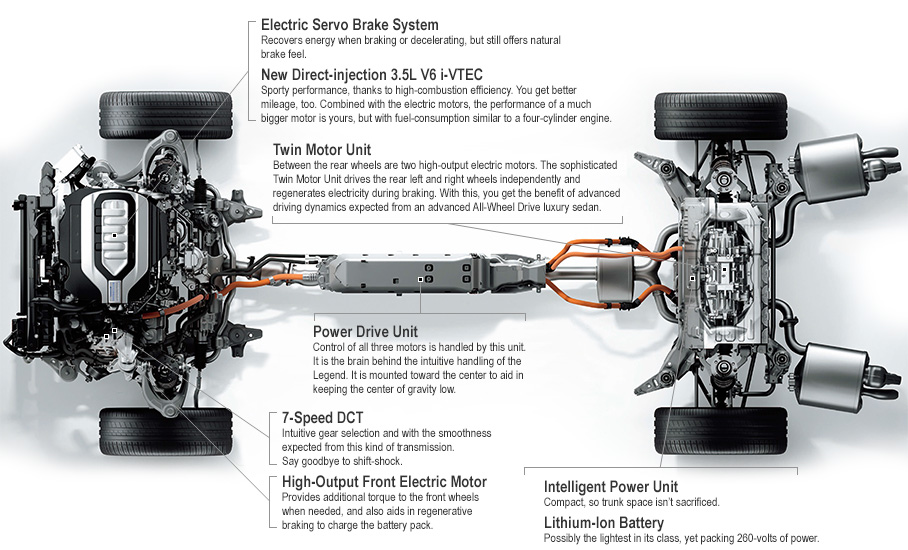 Electric Servo Brake System
Recovers energy when braking or decelerating, but still offers natural
brake feel.
New Direct-injection 3.5L V6 i-VTEC
Sporty performance, thanks to high-combustion efficiency. You get better
mileage, too. Combined with the electric motors, the performance of a much
bigger motor is yours, but with fuel-consumption similar to a four-cylinder engine.
Twin Motor Unit
Between the rear wheels are two high-output electric motors. The sophisticated
Twin Motor Unit drives the rear left and right wheels independently and
regenerates electricity during braking. With this, you get the benefit of advanced
driving dynamics expected from an advanced All-Wheel Drive luxury sedan.
Power Drive Unit
Control of all three motors is handled by this unit.
It is the brain behind the intuitive handling of the
Legend. It is mounted toward the center to aid in
keeping the center of gravity low.
7-Speed DCT
Intuitive gear selection and with the smoothness
expected from this kind of transmission.
Say goodbye to shift-shock.
High-Output Front Electric Motor
Provides additional torque to the front wheels
when needed, and also aids in regenerative
braking to charge the battery pack.
Intelligent Power Unit
Compact, so trunk space isn't sacrificed.
Lithium-Ion Battery
Possibly the lightest in its class, yet packing 260-volts of power.